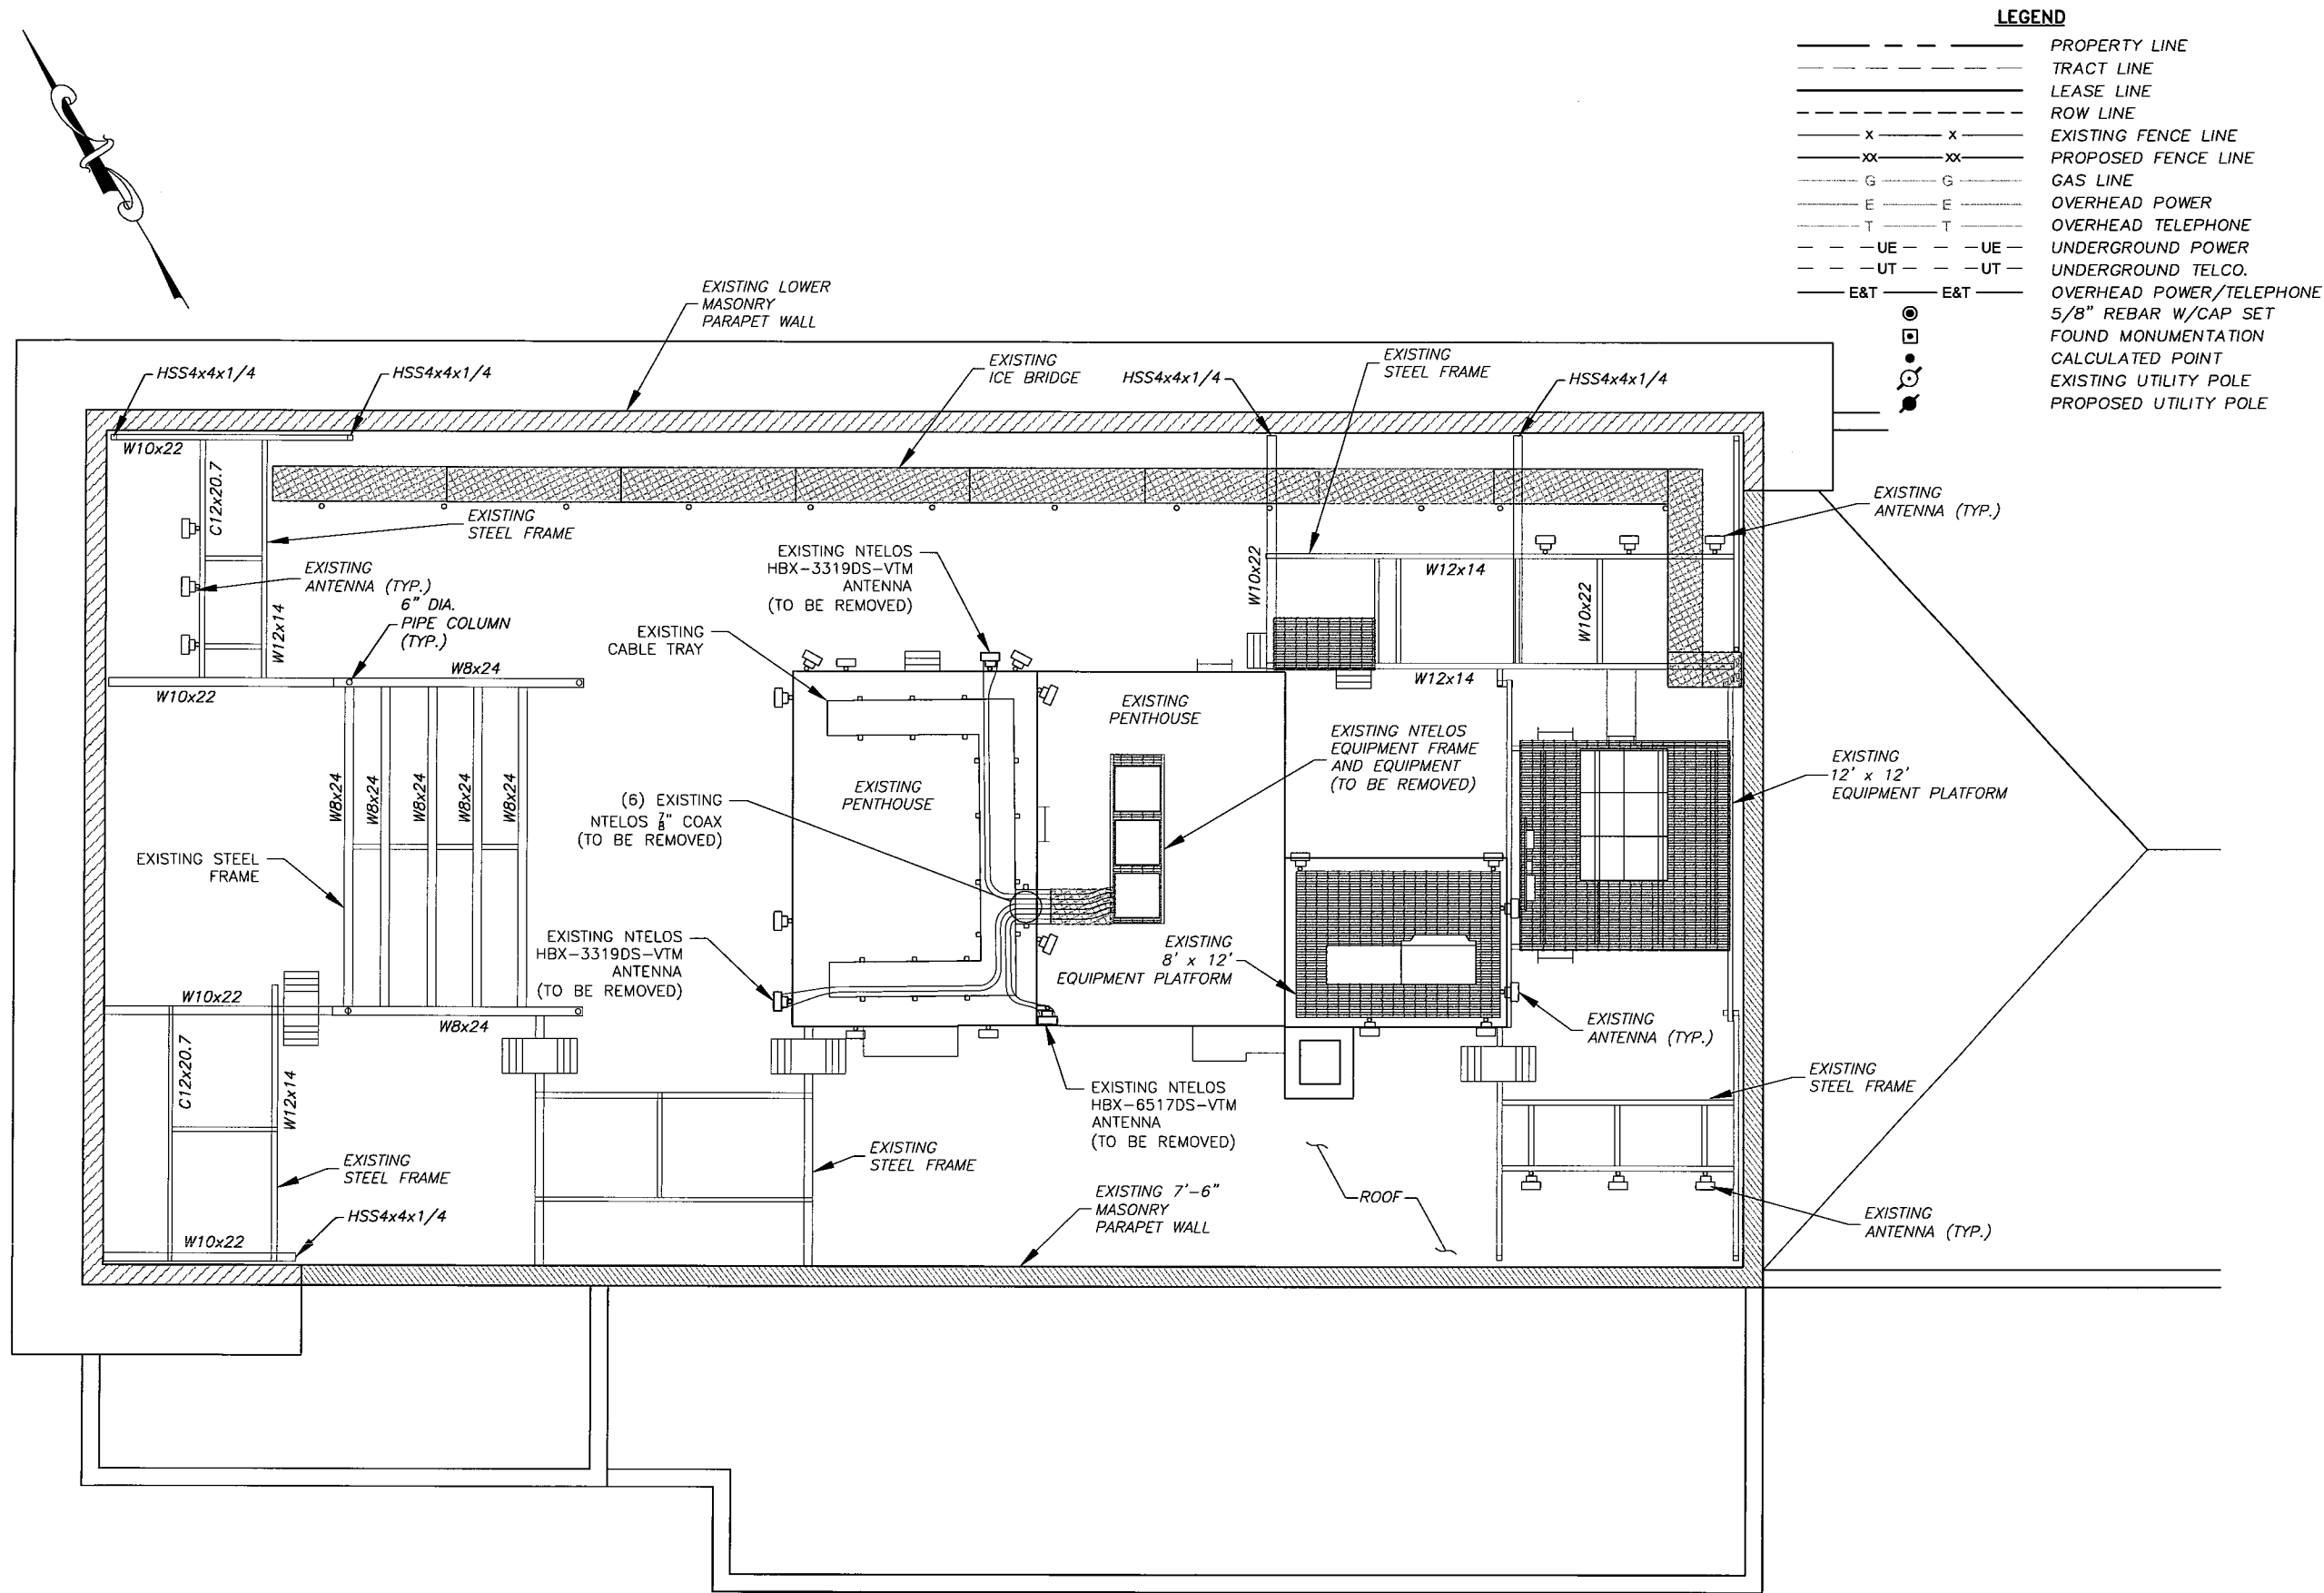 LEGEND
PROPERTY LINE
TRACT LINE
LEASE LINE
ROW LINE
X X EXISTING FENCE LINE
XX XX PROPOSED FENCE LINE
G G GAS LINE
E E OVERHEAD POWER
T T OVERHEAD TELEPHONE
UE UE UNDERGROUND POWER
UT UT UNDERGROUND TELCO.
E&T E&T OVERHEAD POWER/TELEPHONE
5/8" REBAR W/CAP SET
FOUND MONUMENTATION
CALCULATED POINT
EXISTING UTILITY POLE
PROPOSED UTILITY POLE
EXISTING LOWER
MASONRY
PARAPET WALL
HSS4x4x1/4
HSS4x4x1/4
EXISTING
ICE BRIDGE
HSS4x4x1/4
EXISTING
STEEL FRAME
HSS4x4x1/4
W10x22
C12x20.7
EXISTING
STEEL FRAME
EXISTING
ANTENNA (TYP.)
EXISTING
ANTENNA (TYP.)
6" DIA.
PIPE COLUMN
(TYP.)
W12x14
EXISTING NTELOS
HBX-3319DS-VTM
ANTENNA
(TO BE REMOVED)
W10x22
W12x14
W10x22
EXISTING
CABLE TRAY
W8x24
W10x22
W12x14
EXISTING
PENTHOUSE
EXISTING NTELOS
EQUIPMENT FRAME
AND EQUIPMENT
(TO BE REMOVED)
EXISTING
12' x 12'
EQUIPMENT PLATFORM
W8x24
W8x24
W8x24
W8x24
W8x24
EXISTING
PENTHOUSE
(6) EXISTING
NTELOS 7/8" COAX
(TO BE REMOVED)
EXISTING STEEL
FRAME
EXISTING NTELOS
HBX-3319DS-VTM
ANTENNA
(TO BE REMOVED)
EXISTING
8' x 12'
EQUIPMENT PLATFORM
W10x22
W8x24
EXISTING
ANTENNA (TYP.)
C12x20.7
W12x14
EXISTING NTELOS
HBX-6517DS-VTM
ANTENNA
(TO BE REMOVED)
EXISTING
STEEL FRAME
EXISTING
STEEL FRAME
EXISTING
STEEL FRAME
EXISTING 7'-6"
MASONRY
PARAPET WALL
ROOF
HSS4x4x1/4
W10x22
EXISTING
ANTENNA (TYP.)